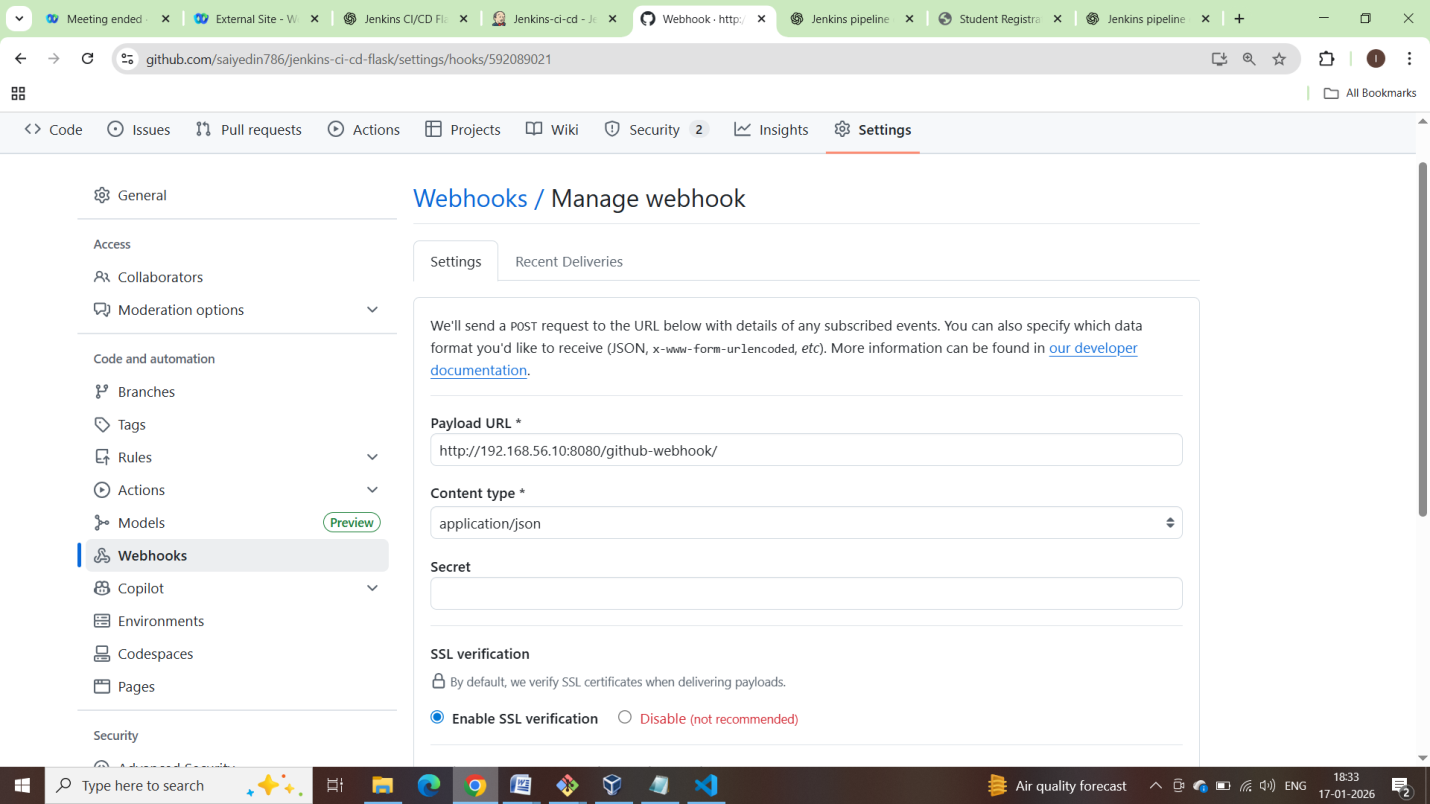 Meeting ended -
External Site - W
Jenkins CI/CD Fla
Jenkins-ci-cd - Je
Webhook · http:/
Jenkins pipeline
Student Registra
Jenkins pipeline
github.com/saiyedin786/jenkins-ci-cd-flask/settings/hooks/592089021
I
All Bookmarks
Code
Issues
Pull requests
Actions
Projects
Wiki
Security 2
Insights
Settings
General
Access
Collaborators
Moderation options
Code and automation
Branches
Tags
Rules
Actions
Models Preview
Webhooks
Copilot
Environments
Codespaces
Pages
Security
Webhooks / Manage webhook
Settings
Recent Deliveries
We'll send a POST request to the URL below with details of any subscribed events. You can also specify which data
format you'd like to receive (JSON, x-www-form-urlencoded, etc). More information can be found in our developer
documentation.
Payload URL *
http://192.168.56.10:8080/github-webhook/
Content type *
application/json
Secret
SSL verification
By default, we verify SSL certificates when delivering payloads.
Enable SSL verification
Disable (not recommended)
Type here to search
Air quality forecast
ENG
18:33
17-01-2026
2